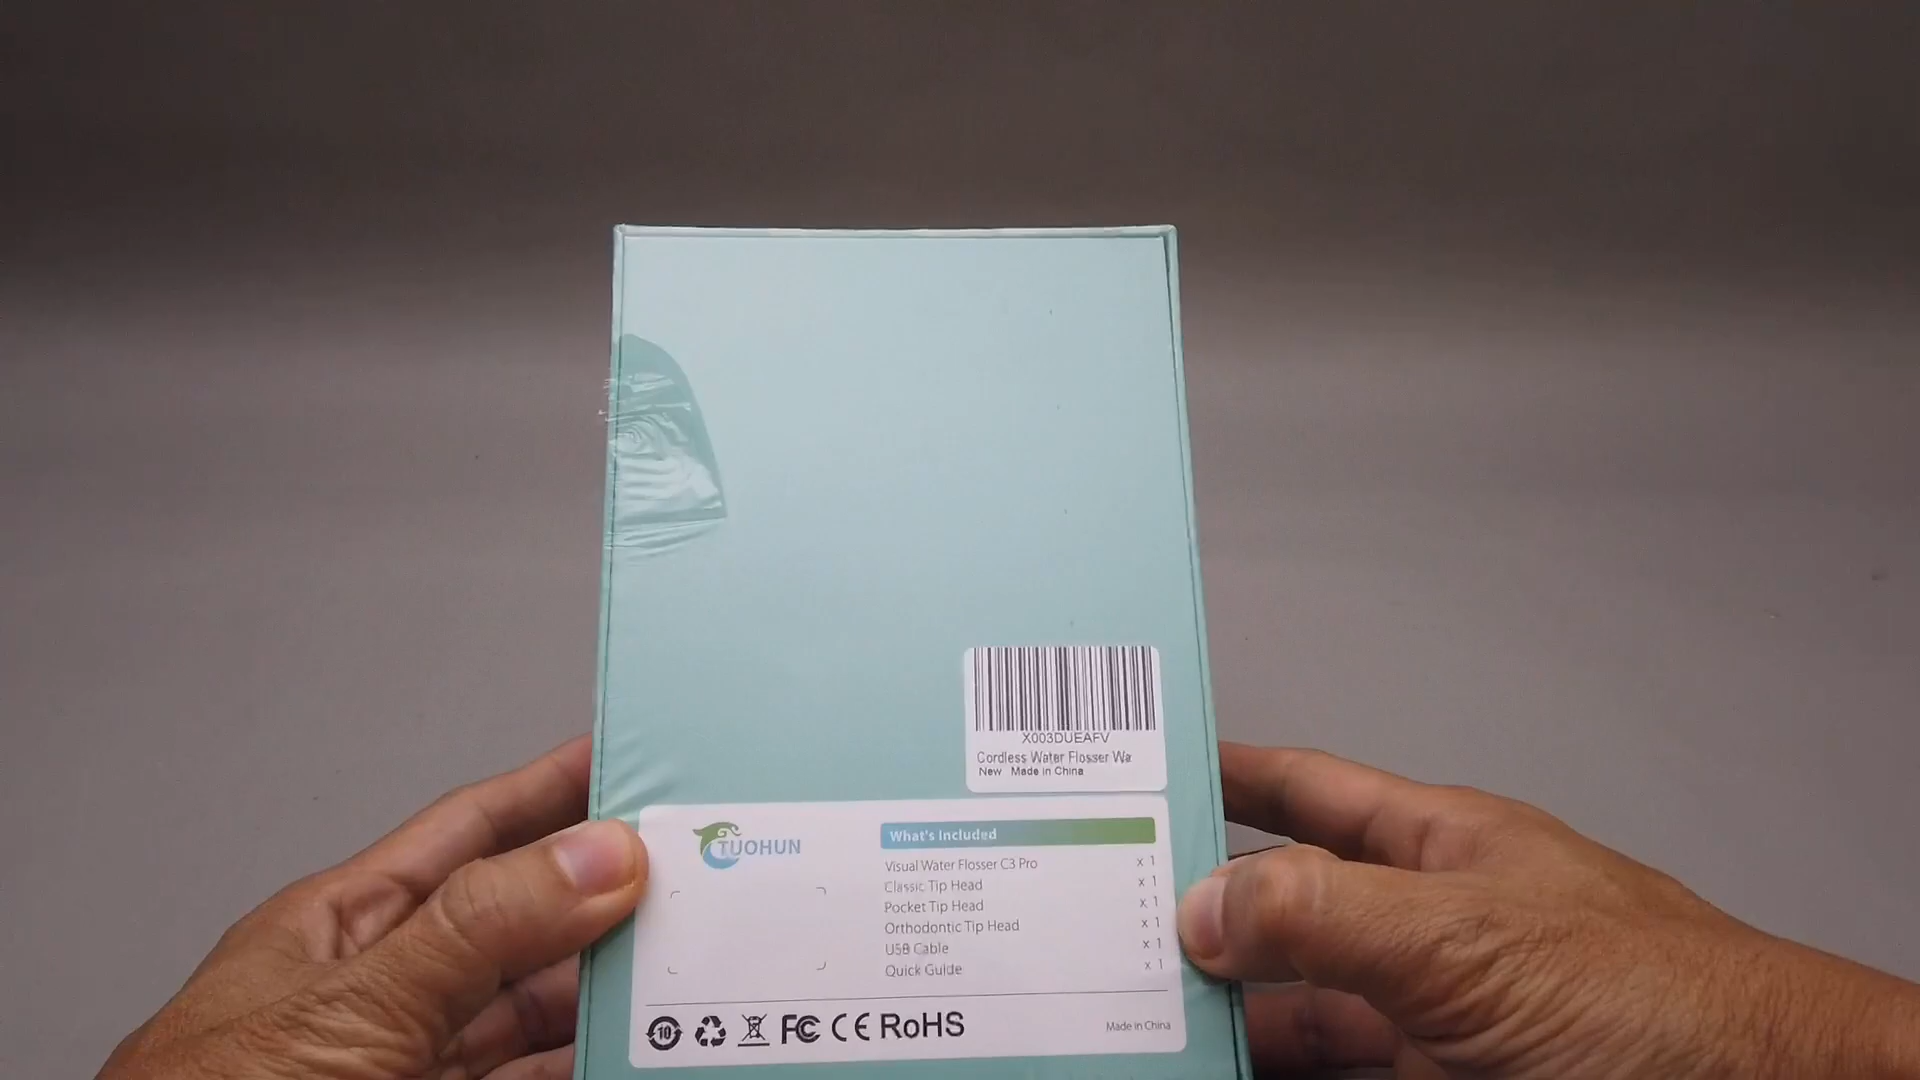 X003DUEAFV
Cordless Water Flosser Wa
New Made in China
TUOHUN
What's Included
Visual Water Flosser C3 Pro x 1
Classic Tip Head x 1
Pocket Tip Head x 1
Orthodontic Tip Head x 1
USB Cable x 1
Quick Guide x 1
10 FC CE RoHS Made in China